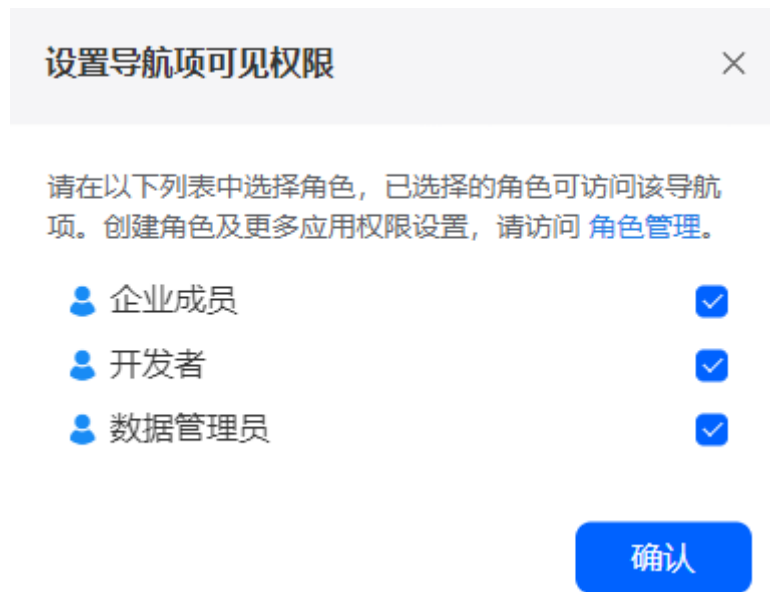 设置导航项可见权限
请在以下列表中选择角色，已选择的角色可访问该导航
项。创建角色及更多应用权限设置，请访问 角色管理。
企业成员
开发者
数据管理员
确认